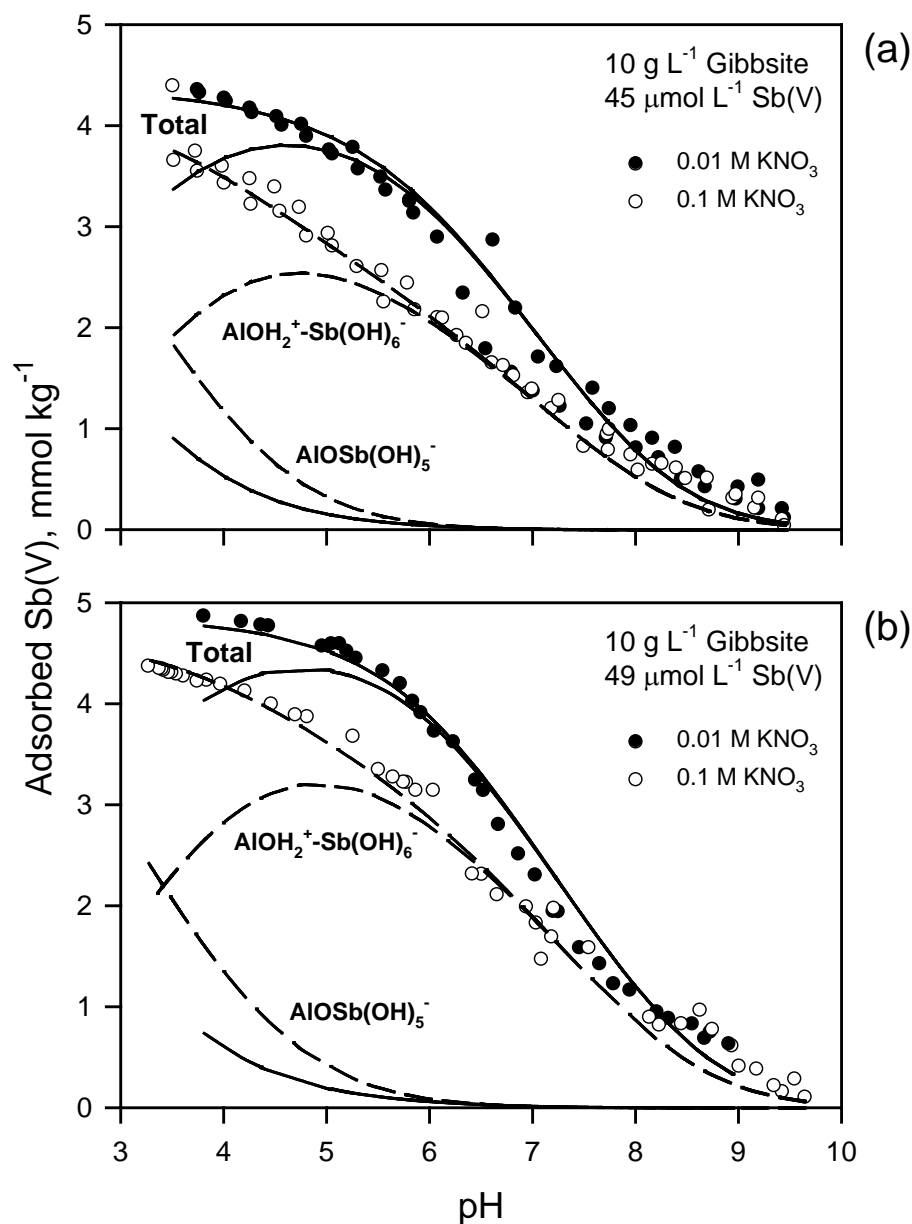 (a)
5
4
3
2
1
0
10 g L⁻¹ Gibbsite
45 μmol L⁻¹ Sb(V)
0.01 M KNO₃
0.1 M KNO₃
Total
AlOH₂⁺-Sb(OH)₆⁻
AlOSb(OH)₅⁻
Adsorbed Sb(V), mmol kg⁻¹
(b)
5
4
3
2
1
0
10 g L⁻¹ Gibbsite
49 μmol L⁻¹ Sb(V)
0.01 M KNO₃
0.1 M KNO₃
Total
AlOH₂⁺-Sb(OH)₆⁻
AlOSb(OH)₅⁻
3 4 5 6 7 8 9 10
pH